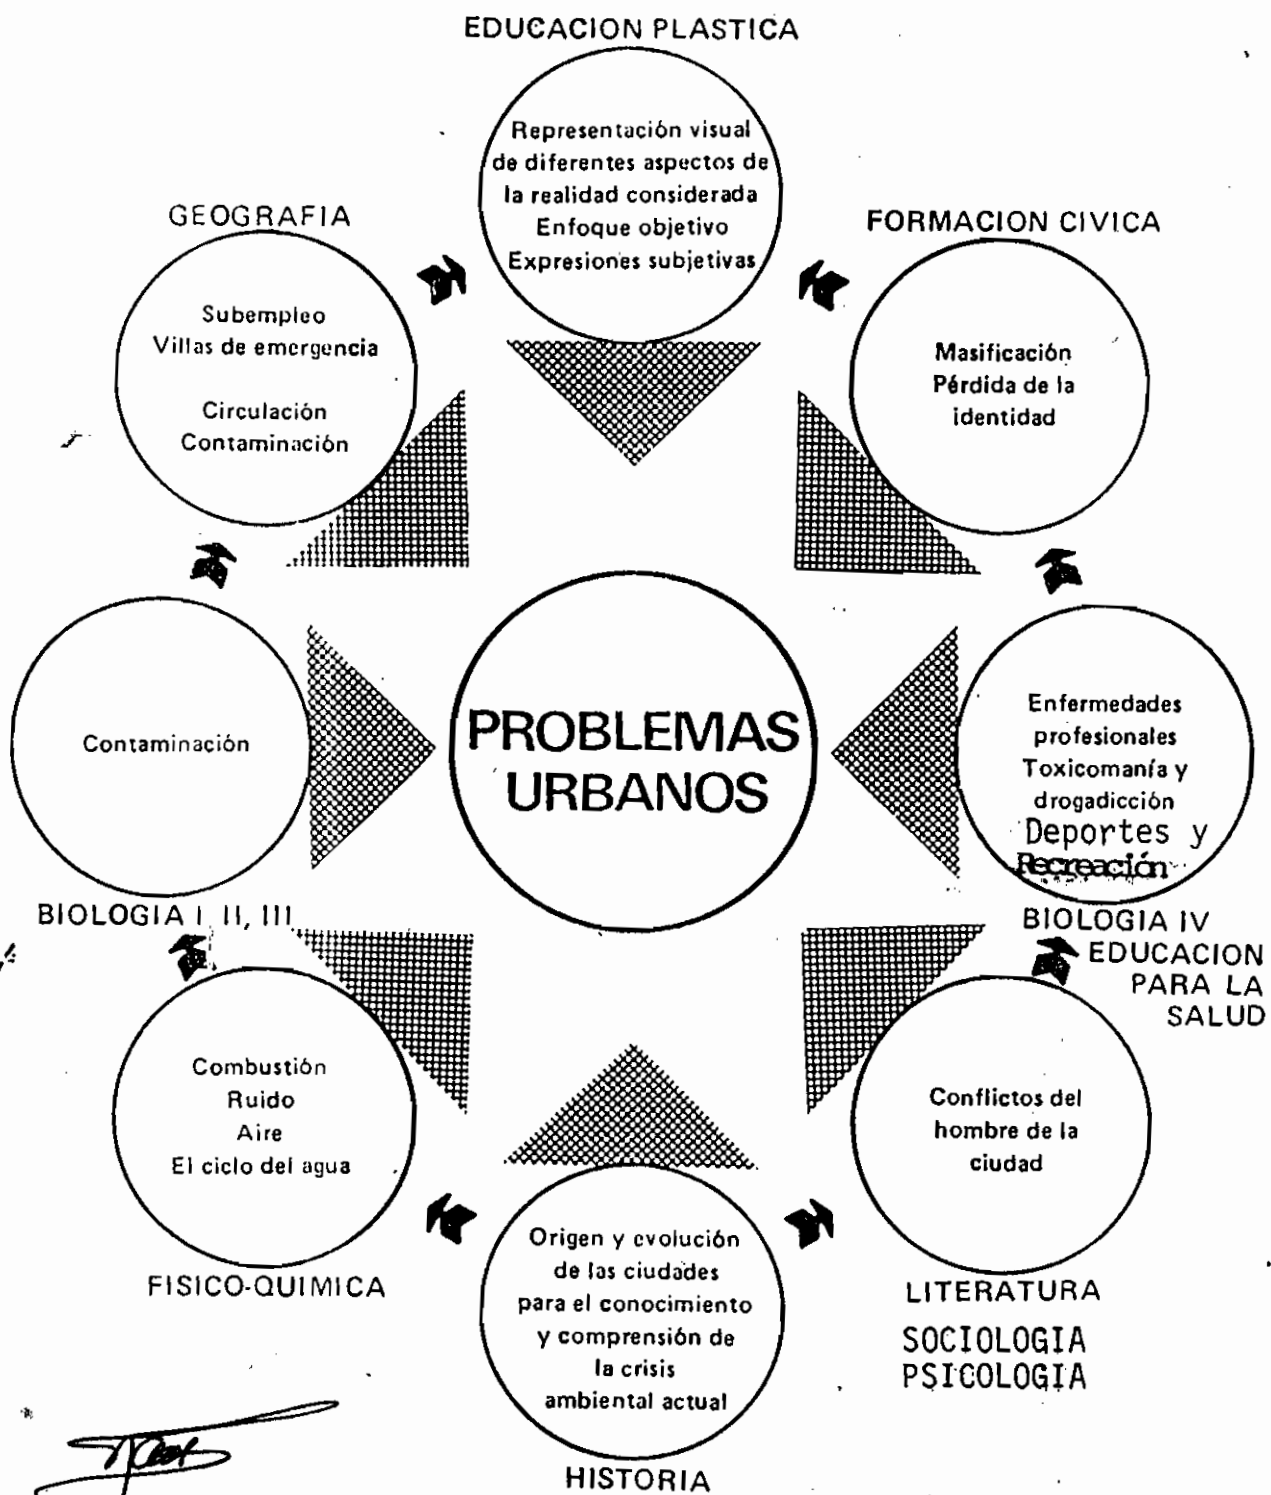 EDUCACION PLASTICA
Representación visual
de diferentes aspectos de
la realidad considerada
Enfoque objetivo
Expresiones subjetivas
GEOGRAFIA
Subempleo
Villas de emergencia
Circulación
Contaminación
FORMACION CIVICA
Masificación
Pérdida de la
identidad
Contaminación
BIOLOGIA I II, III
PROBLEMAS
URBANOS
Enfermedades
profesionales
Toxicomanía y
drogadicción
Deportes y
Recreación
BIOLOGIA IV
EDUCACION
PARA LA
SALUD
Combustión
Ruido
Aire
El ciclo del agua
FISICO-QUIMICA
Conflictos del
hombre de la
ciudad
LITERATURA
SOCIOLOGIA
PSICOLOGIA
Origen y evolución
de las ciudades
para el conocimiento
y comprensión de
la crisis
ambiental actual
HISTORIA